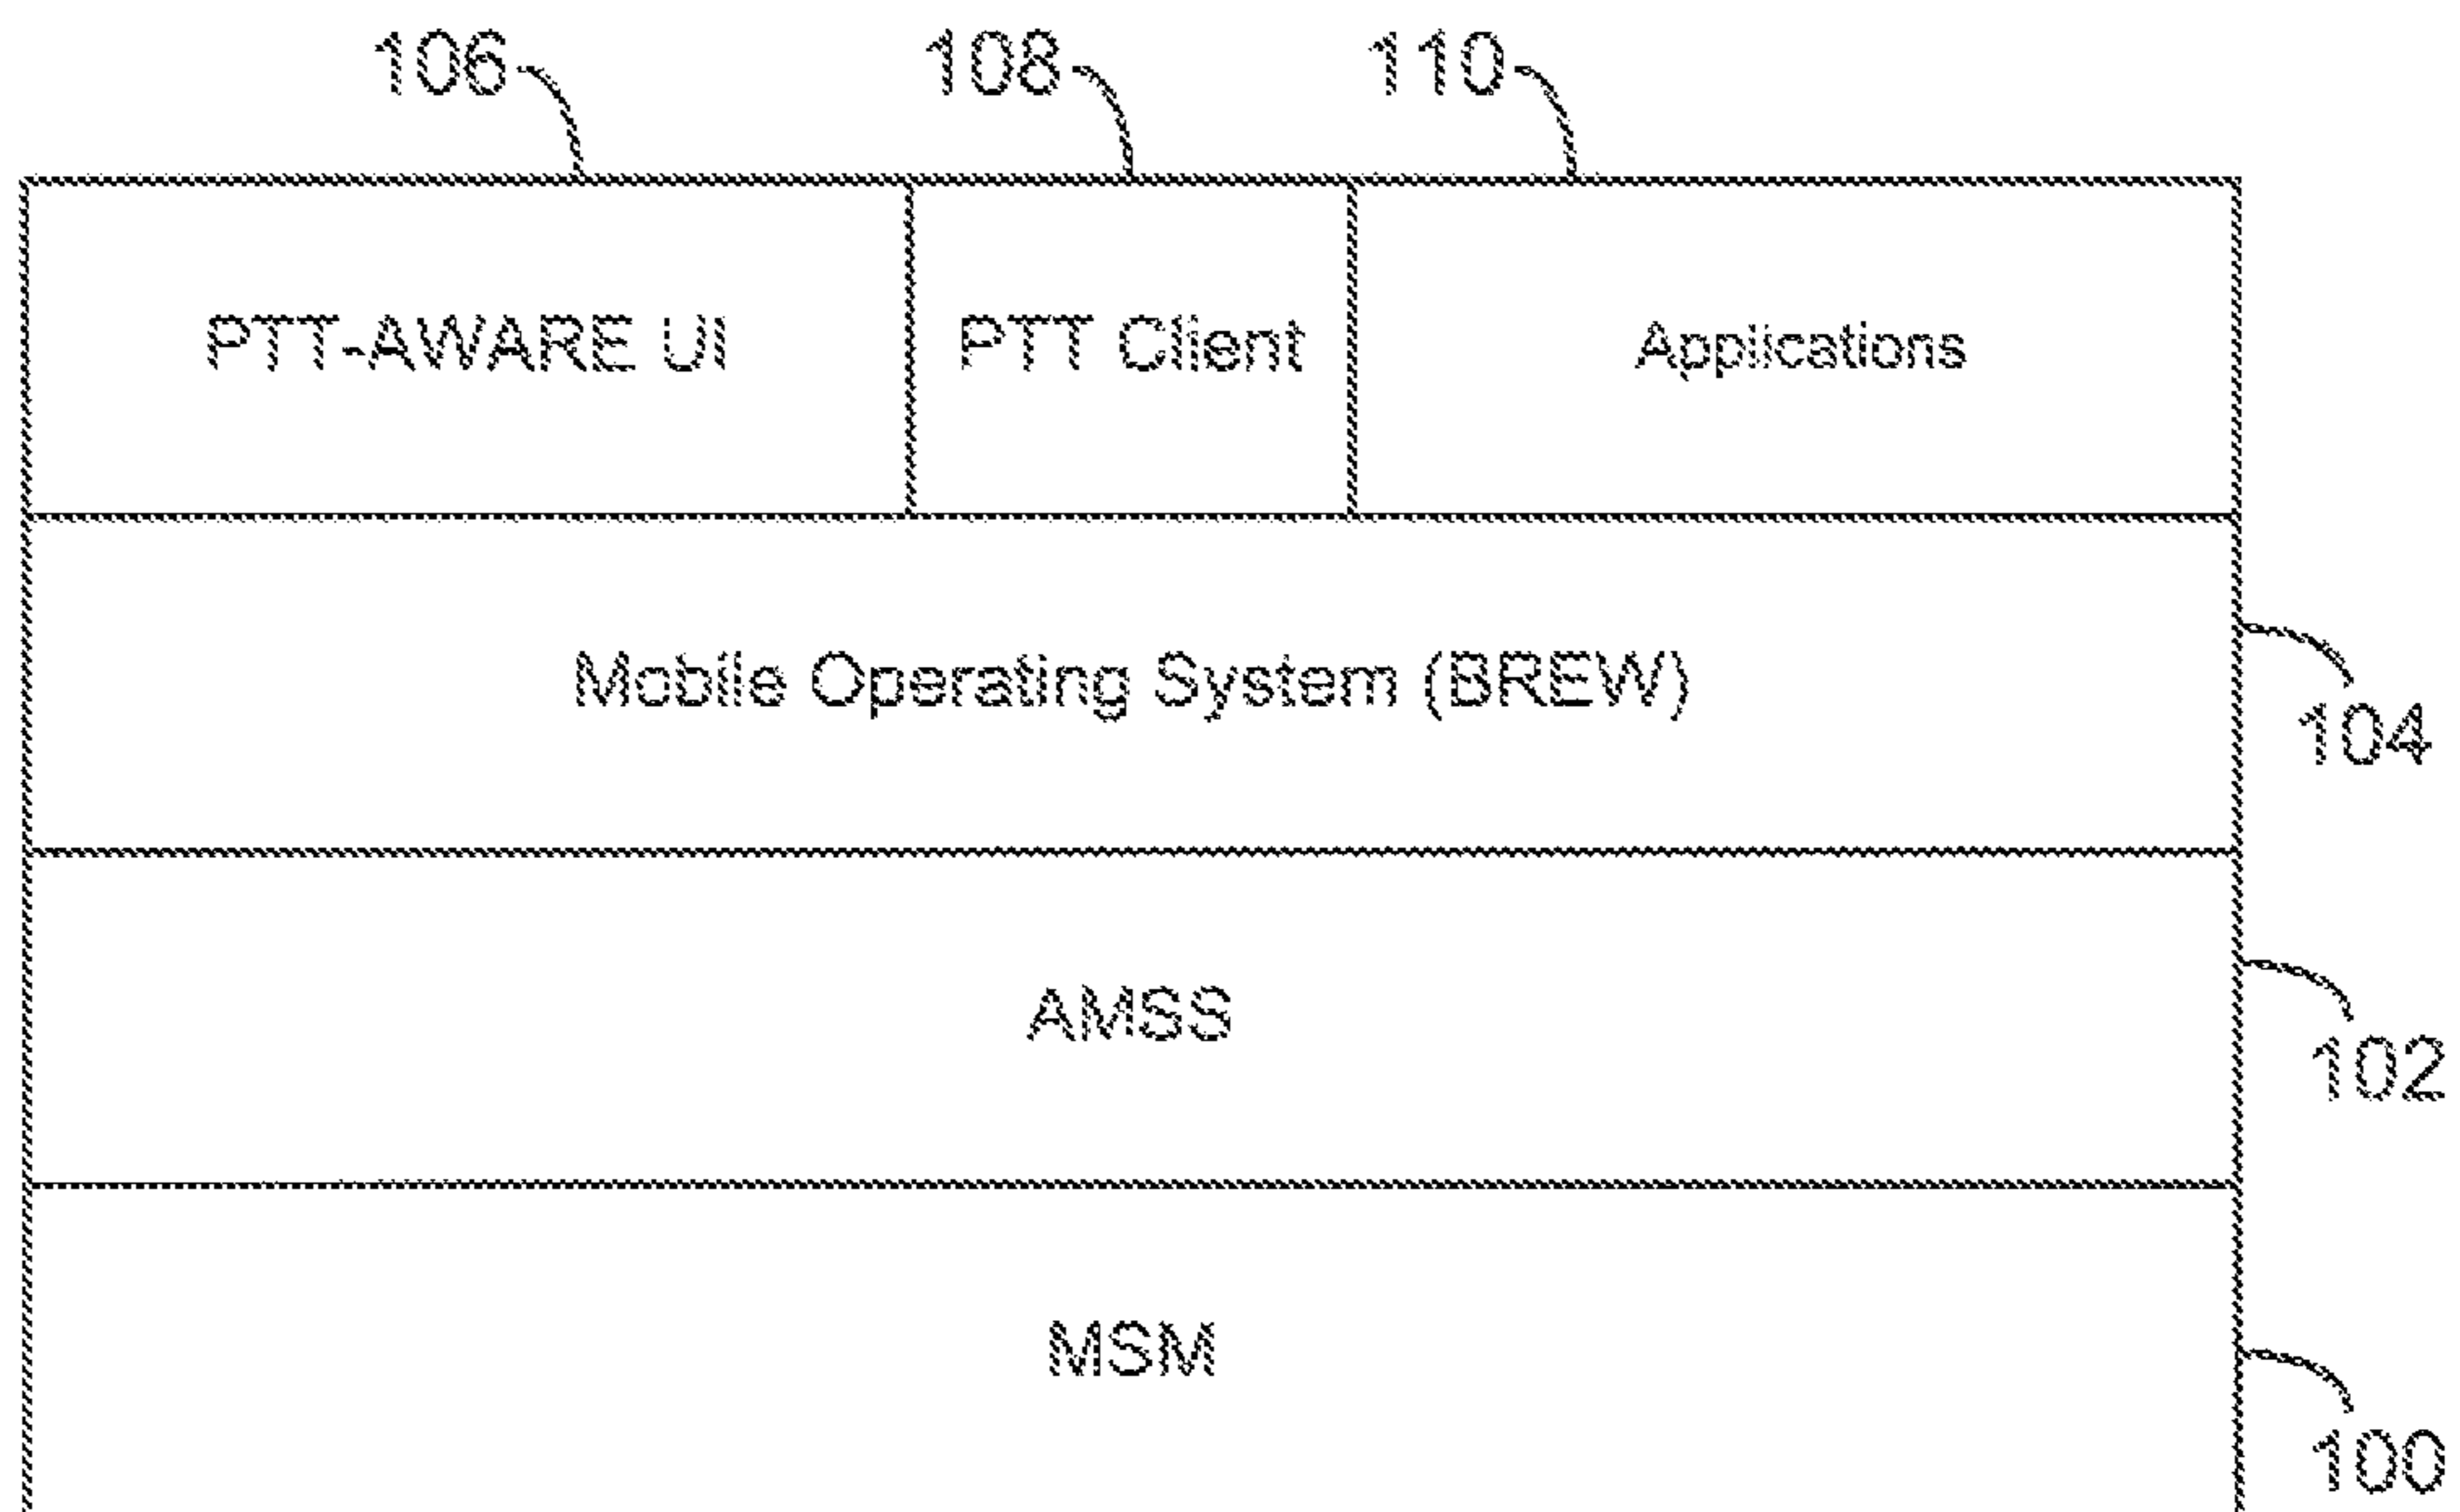 106 108 110
PTT-AWARE UI PTT Client Applications
Mobile Operating System (BREW)
104
AMSS
102
MSM
100